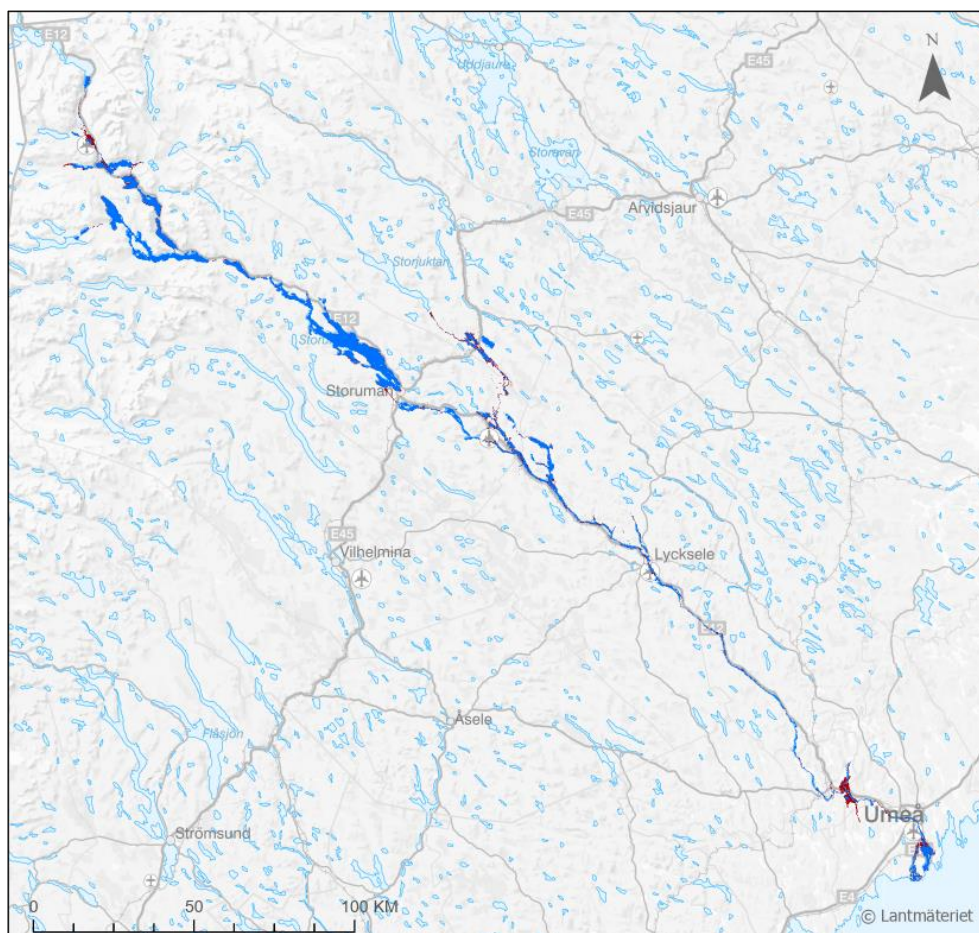 E12
N
E45
Uddjaure
Storavan
E45
Arvidsjaur
Storjuktan
E12
Storuman
E45
Vilhelmina
Lycksele
E12
Åsele
Flåsjön
Umeå
Strömsund
E4
0 50 100 KM
© Lantmäteriet